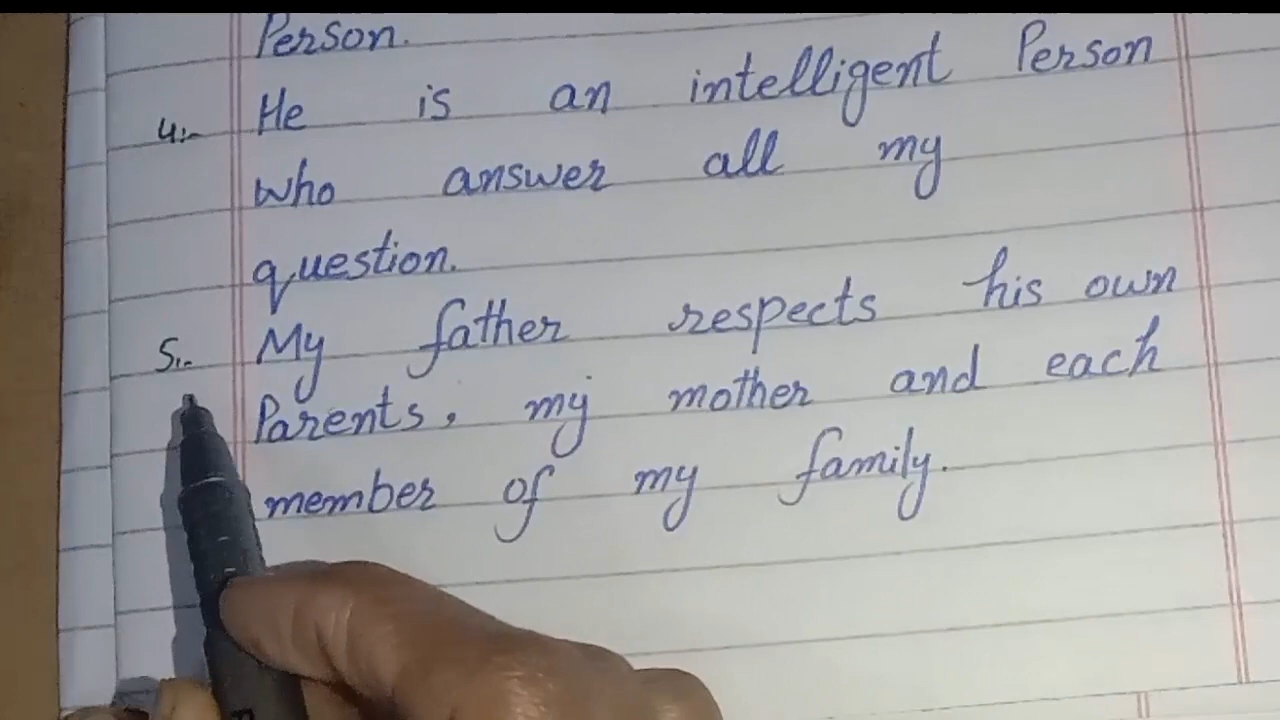 Person.
4:- He is an intelligent Person
who answer all my
question.
5:- My father respects his own
Parents, my mother and each
member of my family.